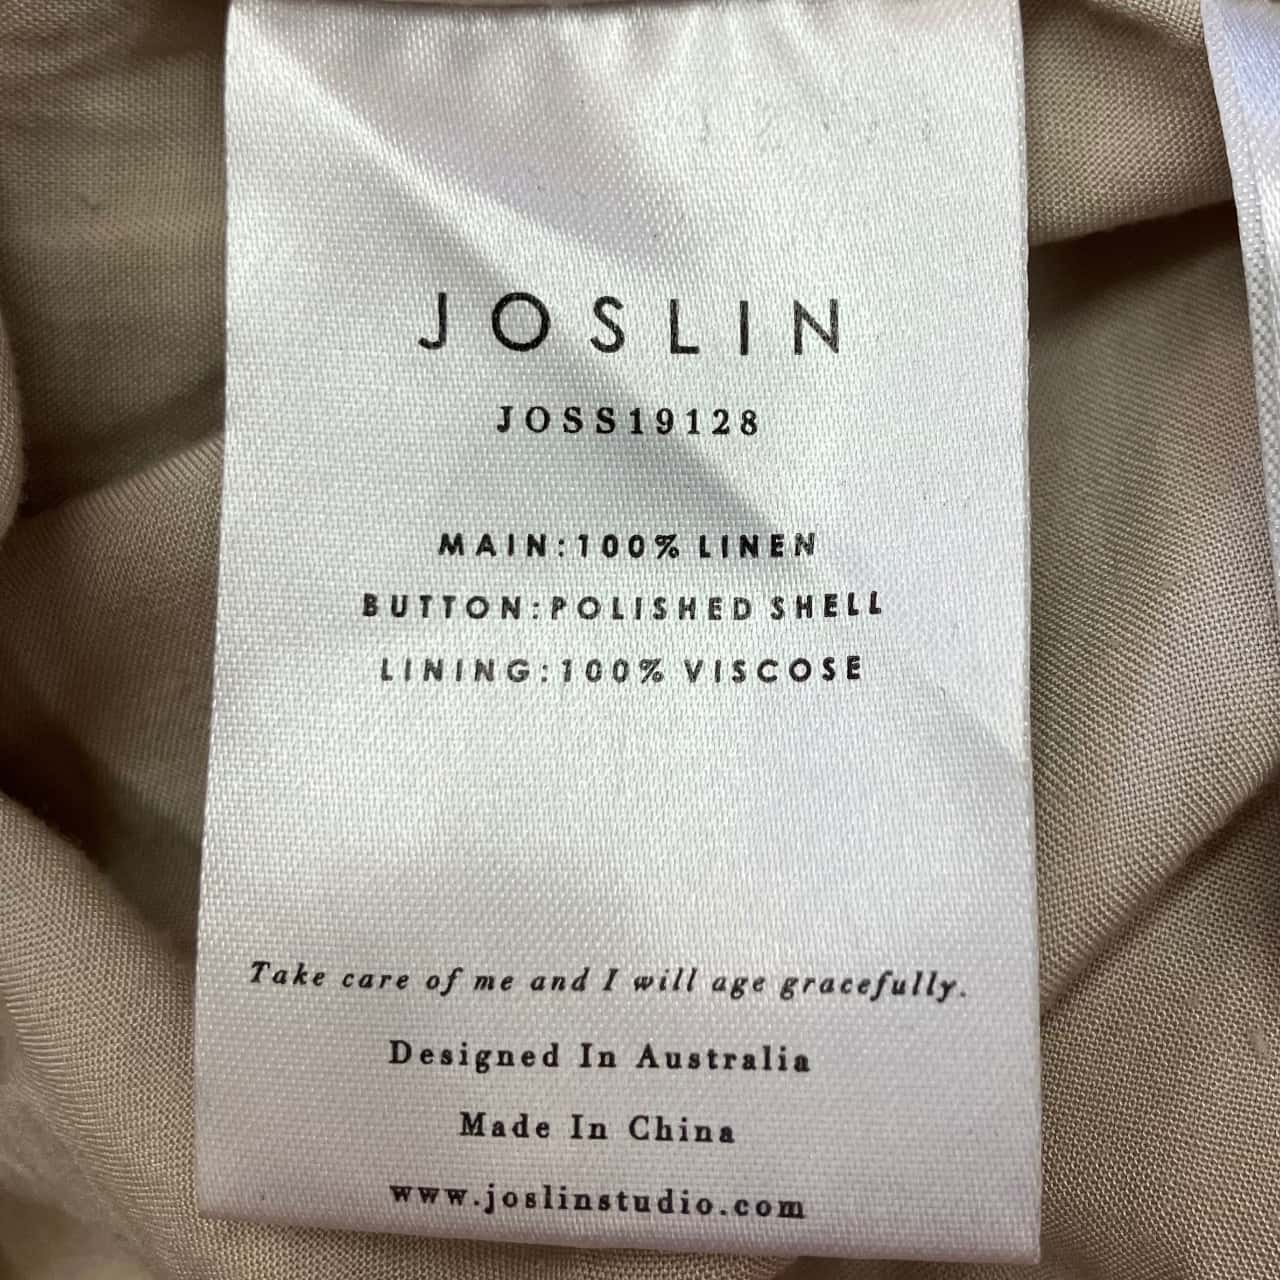 JOSLIN
JOSS19128
MAIN:100% LINEN
BUTTON:POLISHED SHELL
LINING:100% VISCOSE
Take care of me and I will age gracefully.
Designed In Australia
Made In China
www.joslinstudio.com